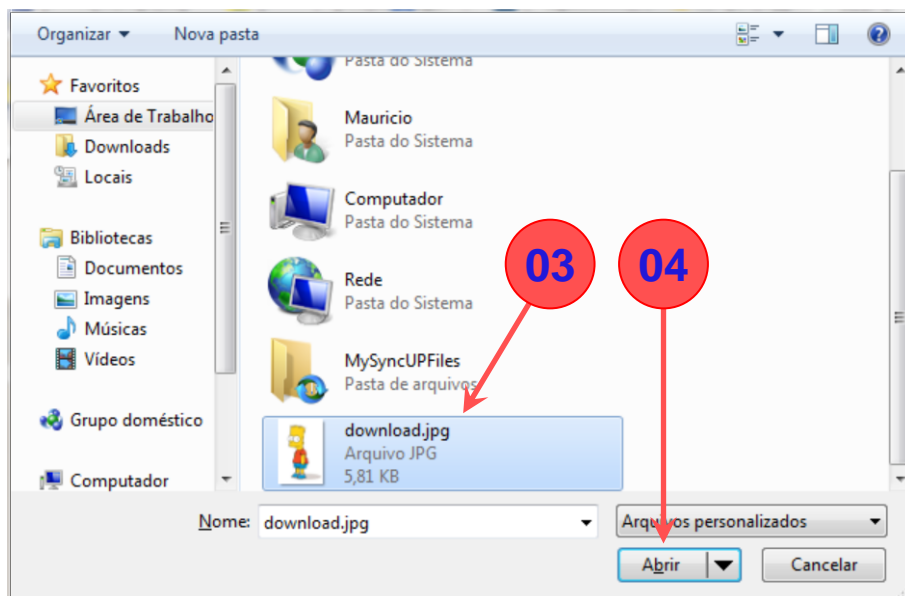 Organizar Nova pasta
Favoritos
Área de Trabalho
Downloads
Locais
Bibliotecas
Documentos
Imagens
Músicas
Vídeos
Grupo doméstico
Computador
Pasta do Sistema
Mauricio
Pasta do Sistema
Computador
Pasta do Sistema
Rede
Pasta do Sistema
MySyncUPFiles
Pasta de arquivos
download.jpg
Arquivo JPG
5,81 KB
03
04
Nome: download.jpg
Arquivos personalizados
Abrir
Cancelar